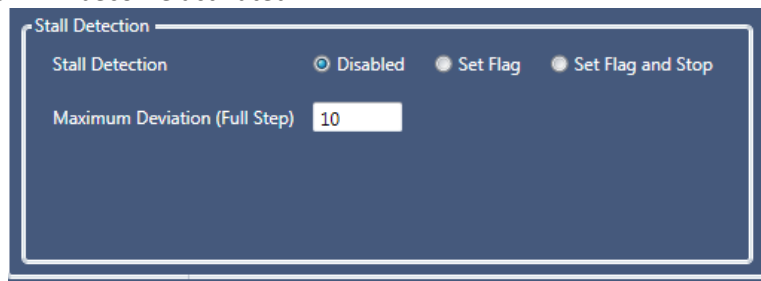 Stall Detection
Stall Detection Disabled Set Flag Set Flag and Stop
Maximum Deviation (Full Step) 10